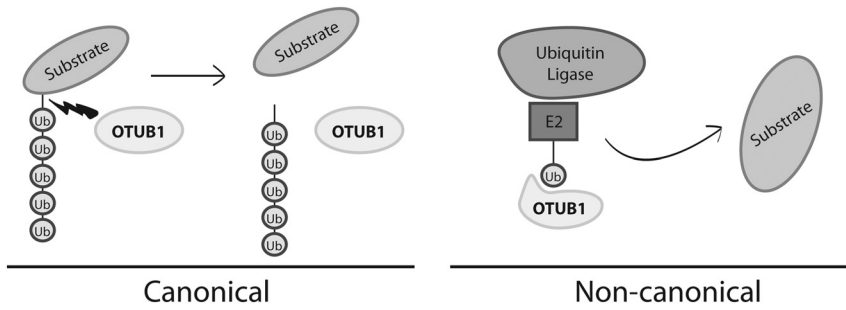 Substrate
OTUB1
Ub
Ub
Ub
Ub
Ub
Substrate
OTUB1
Ub
Ub
Ub
Ub
Ub
Canonical
Ubiquitin
Ligase
E2
Ub
OTUB1
Substrate
Non-canonical